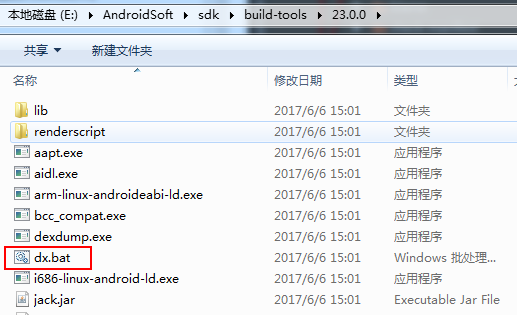 本地磁盘 (E:) ▸ AndroidSoft ▸ sdk ▸ build-tools ▸ 23.0.0 ▸
共享 新建文件夹
名称 修改日期 类型
lib 2017/6/6 15:01 文件夹
renderscript 2017/6/6 15:01 文件夹
aapt.exe 2017/6/6 15:01 应用程序
aidl.exe 2017/6/6 15:01 应用程序
arm-linux-androideabi-ld.exe 2017/6/6 15:01 应用程序
bcc_compat.exe 2017/6/6 15:01 应用程序
dexdump.exe 2017/6/6 15:01 应用程序
dx.bat 2017/6/6 15:01 Windows 批处理...
i686-linux-android-ld.exe 2017/6/6 15:01 应用程序
jack.jar 2017/6/6 15:01 Executable Jar File